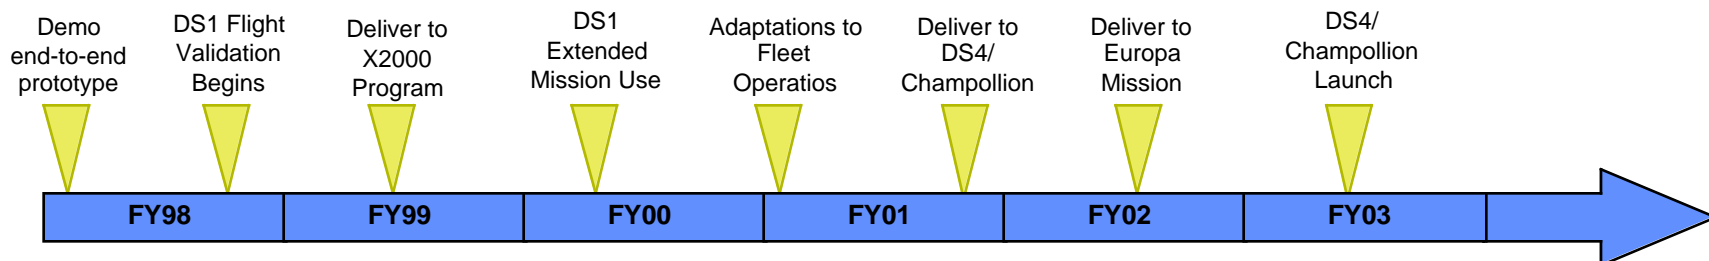 Demo
end-to-end
prototype
DS1 Flight
Validation
Begins
Deliver to
X2000
Program
DS1
Extended
Mission Use
Adaptations to
Fleet
Operatios
Deliver to
DS4/
Champollion
Deliver to
Europa
Mission
DS4/
Champollion
Launch
FY98
FY99
FY00
FY01
FY02
FY03